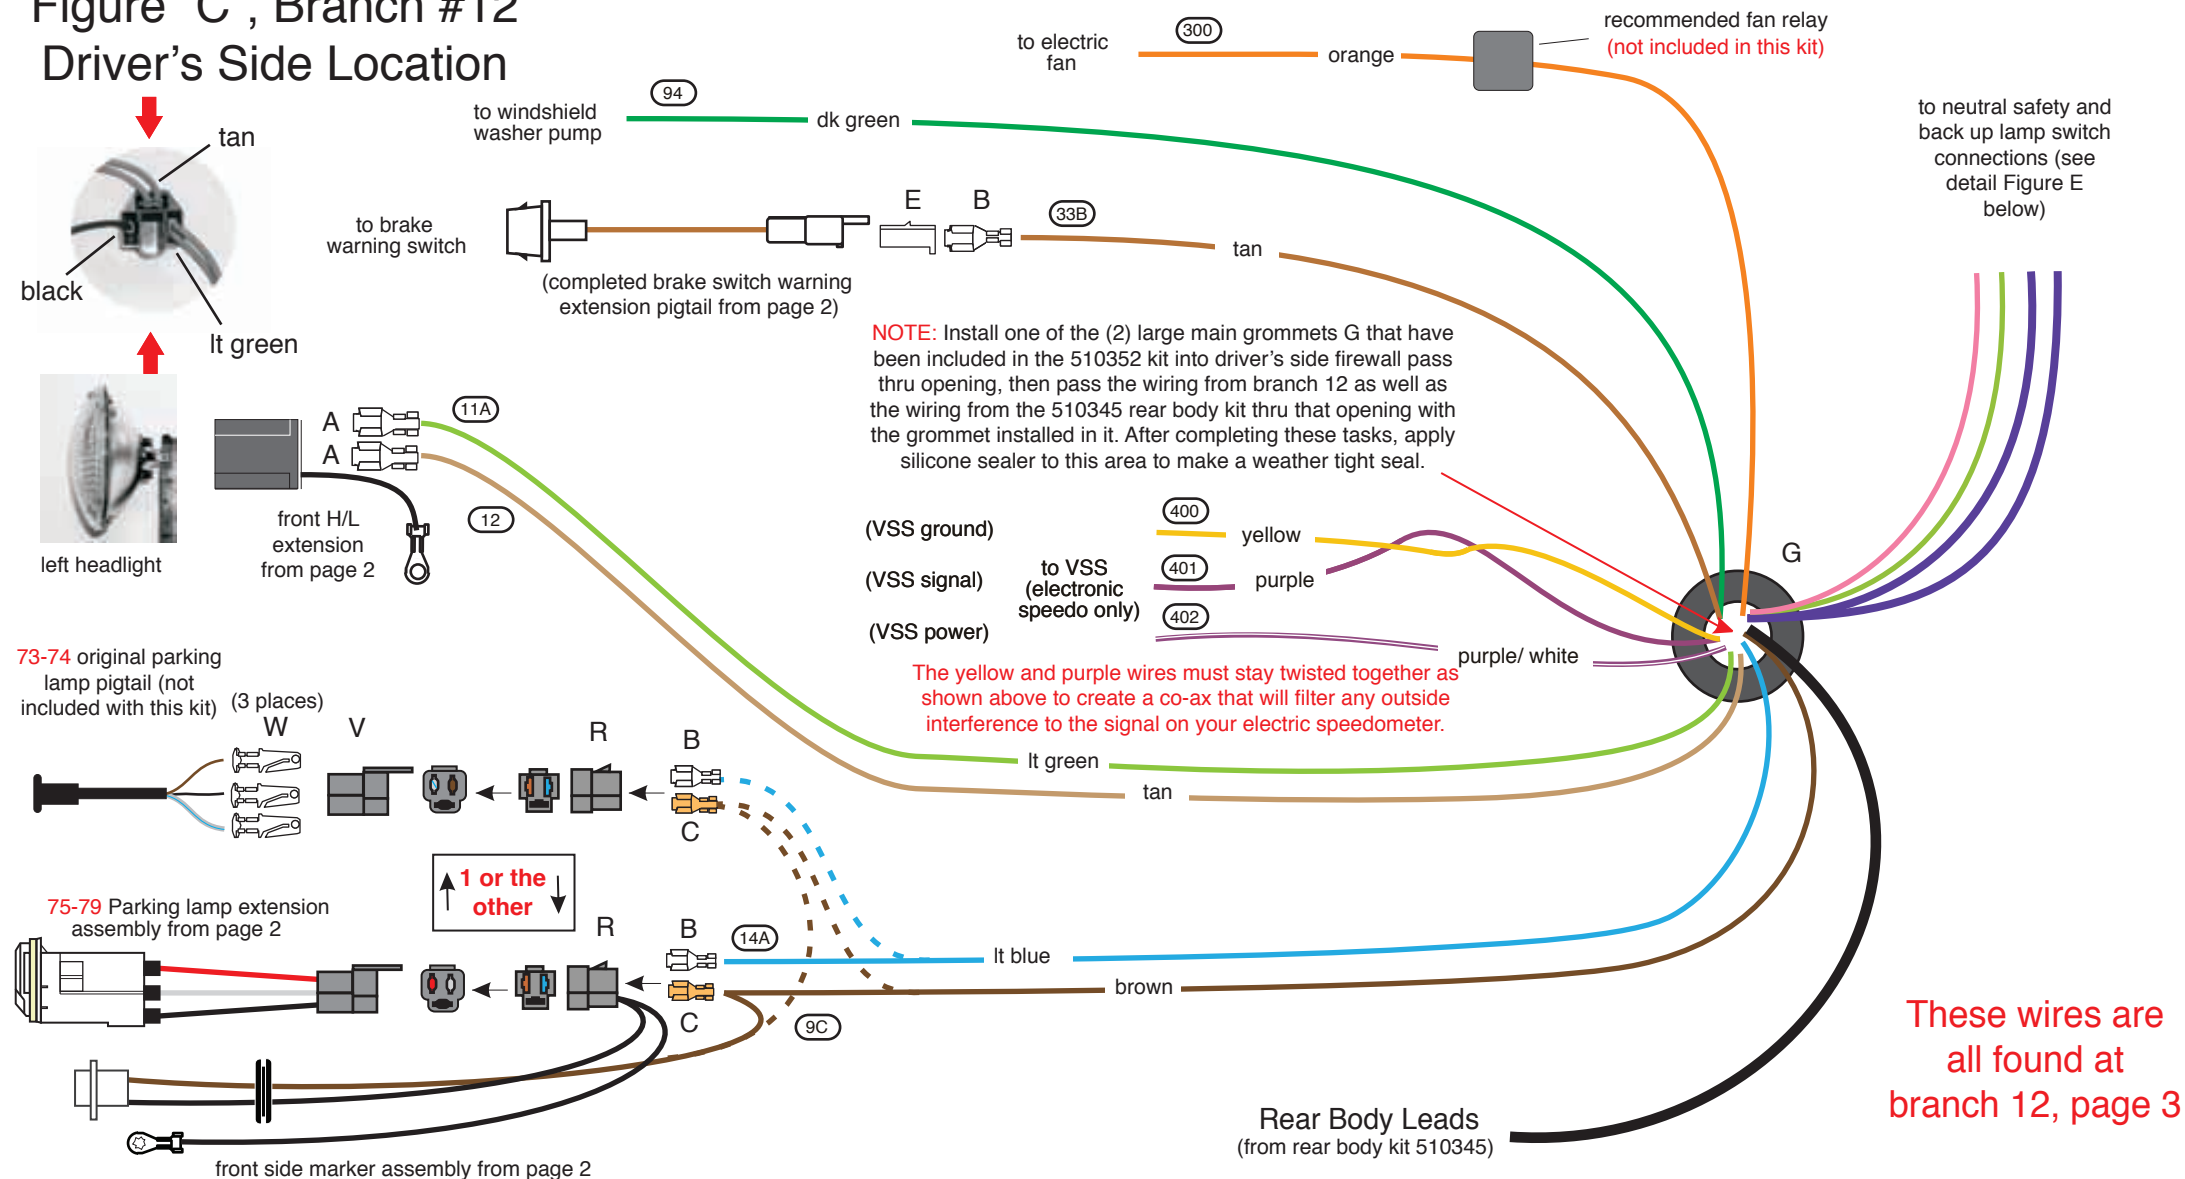 Figure "C", Branch #12
Driver's Side Location
tan
black
lt green
left headlight
A
A
11A
12
front H/L
extension
from page 2
to windshield
washer pump
94
dk green
to electric
fan
300
orange
recommended fan relay
(not included in this kit)
to neutral safety and
back up lamp switch
connections (see
detail Figure E
below)
to brake
warning switch
E
B
33B
tan
(completed brake switch warning
extension pigtail from page 2)
NOTE: Install one of the (2) large main grommets G that have
been included in the 510352 kit into driver's side firewall pass
thru opening, then pass the wiring from branch 12 as well as
the wiring from the 510345 rear body kit thru that opening with
the grommet installed in it. After completing these tasks, apply
silicone sealer to this area to make a weather tight seal.
(VSS ground)
(VSS signal)
(VSS power)
to VSS
(electronic
speedo only)
400
yellow
401
purple
402
purple/ white
G
The yellow and purple wires must stay twisted together as
shown above to create a co-ax that will filter any outside
interference to the signal on your electric speedometer.
lt green
tan
73-74 original parking
lamp pigtail (not
included with this kit)
(3 places)
W
V
R
B
C
1 or the
other
75-79 Parking lamp extension
assembly from page 2
R
B
14A
C
9C
lt blue
brown
front side marker assembly from page 2
Rear Body Leads
(from rear body kit 510345)
These wires are
all found at
branch 12, page 3